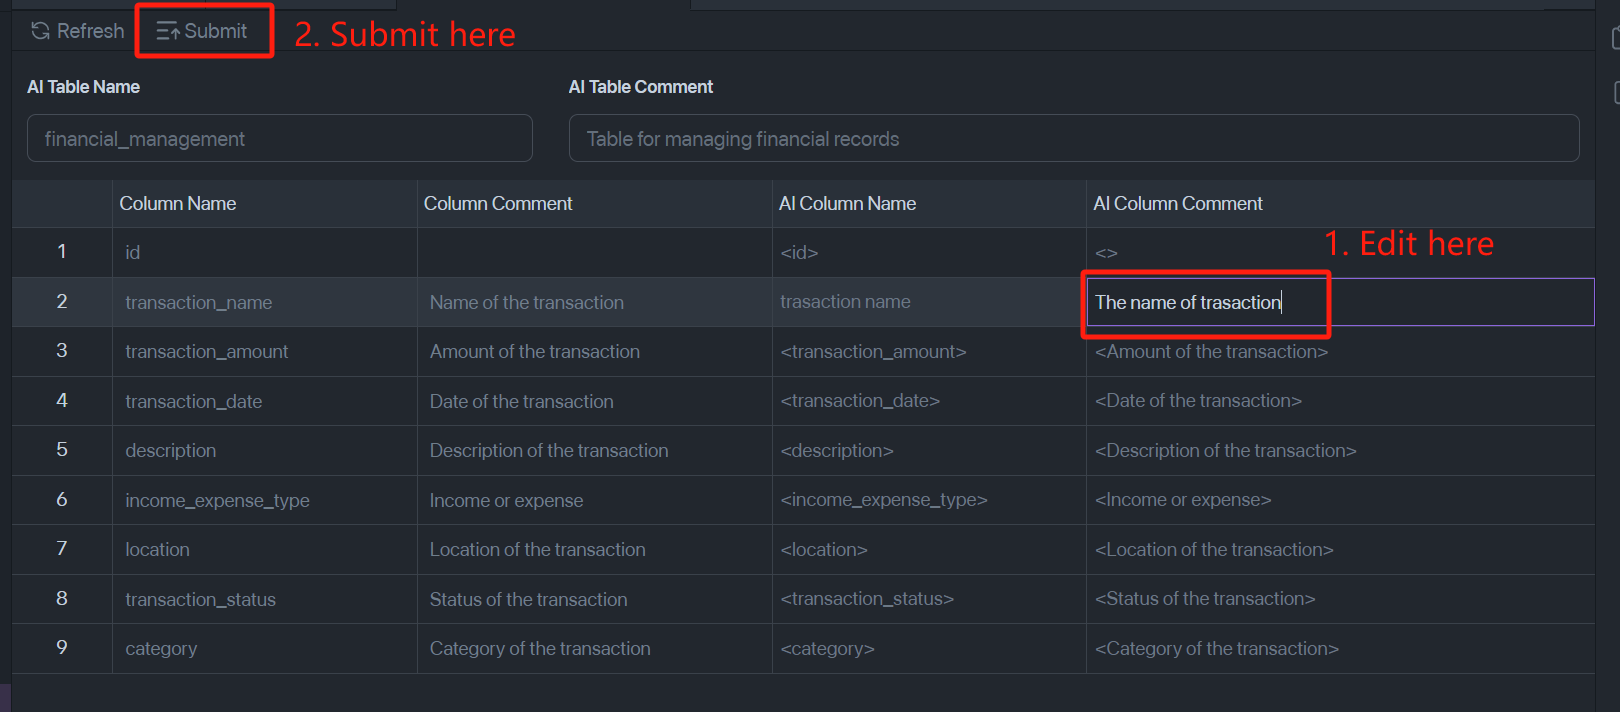 Refresh Submit 2. Submit here
AI Table Name AI Table Comment
financial_management Table for managing financial records
Column Name Column Comment AI Column Name AI Column Comment
1 id <id> <> 1. Edit here
2 transaction_name Name of the transaction trasaction name The name of trasaction
3 transaction_amount Amount of the transaction <transaction_amount> <Amount of the transaction>
4 transaction_date Date of the transaction <transaction_date> <Date of the transaction>
5 description Description of the transaction <description> <Description of the transaction>
6 income_expense_type Income or expense <income_expense_type> <Income or expense>
7 location Location of the transaction <location> <Location of the transaction>
8 transaction_status Status of the transaction <transaction_status> <Status of the transaction>
9 category Category of the transaction <category> <Category of the transaction>